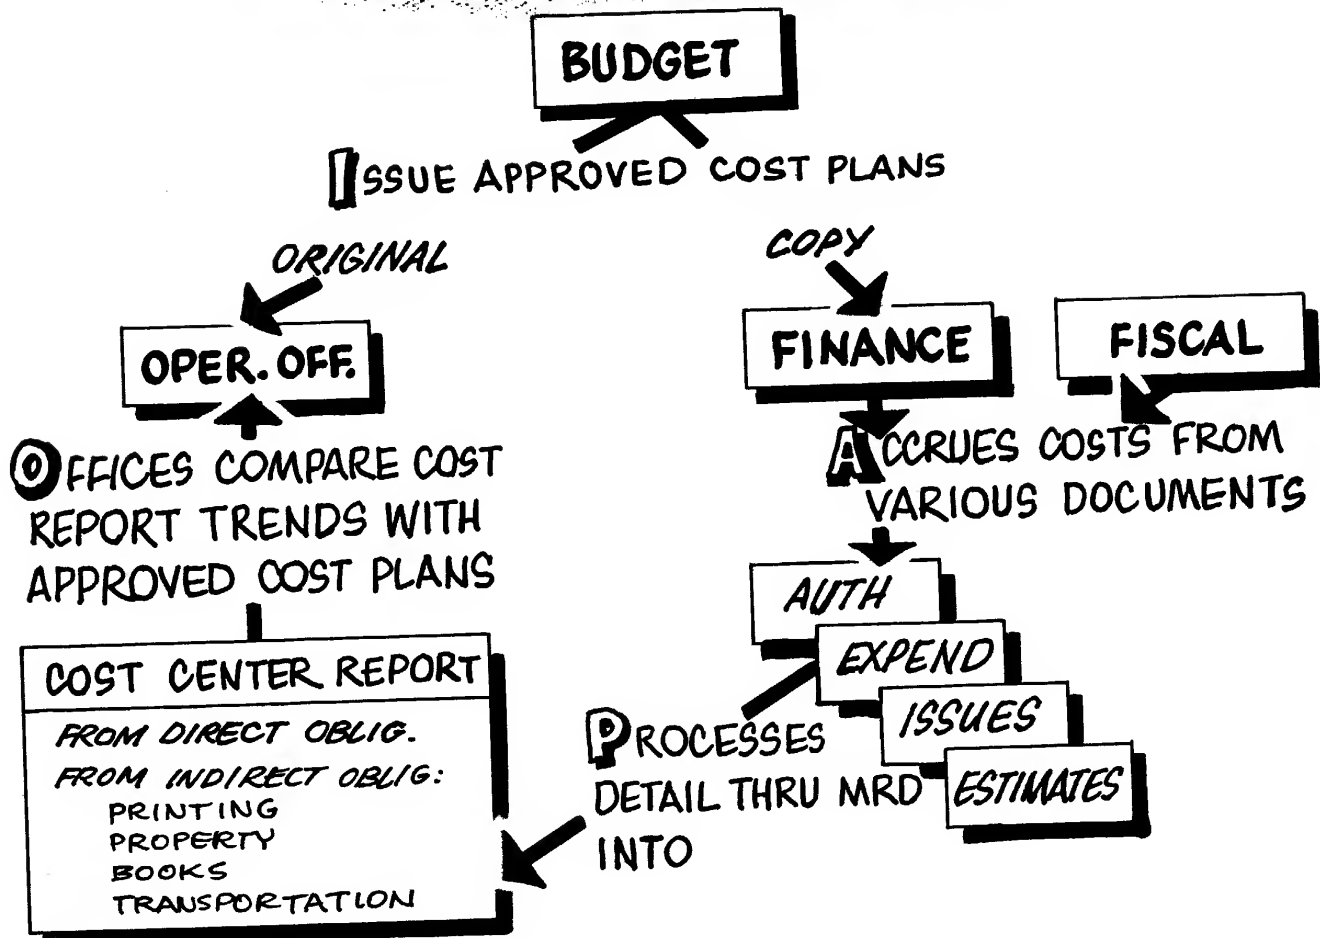 BUDGET
ISSUE APPROVED COST PLANS
ORIGINAL
COPY
OPER. OFF.
FINANCE
FISCAL
ACCRUES COSTS FROM
VARIOUS DOCUMENTS
AUTH
EXPEND
ISSUES
ESTIMATES
PROCESSES
DETAIL THRU MRD
INTO
OFFICES COMPARE COST
REPORT TRENDS WITH
APPROVED COST PLANS
COST CENTER REPORT
FROM DIRECT OBLIG.
FROM INDIRECT OBLIG:
PRINTING
PROPERTY
BOOKS
TRANSPORTATION